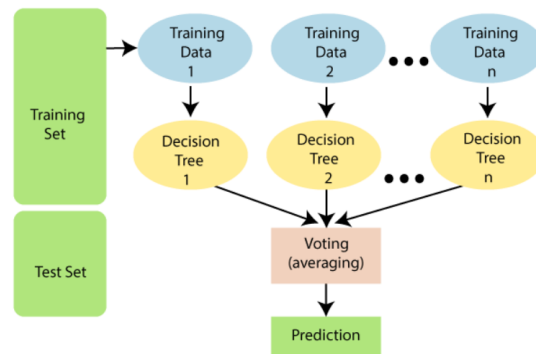 Training
Set
Test Set
Training
Data
1
Training
Data
2
Training
Data
n
Decision
Tree
1
Decision
Tree
2
Decision
Tree
n
Voting
(averaging)
Prediction